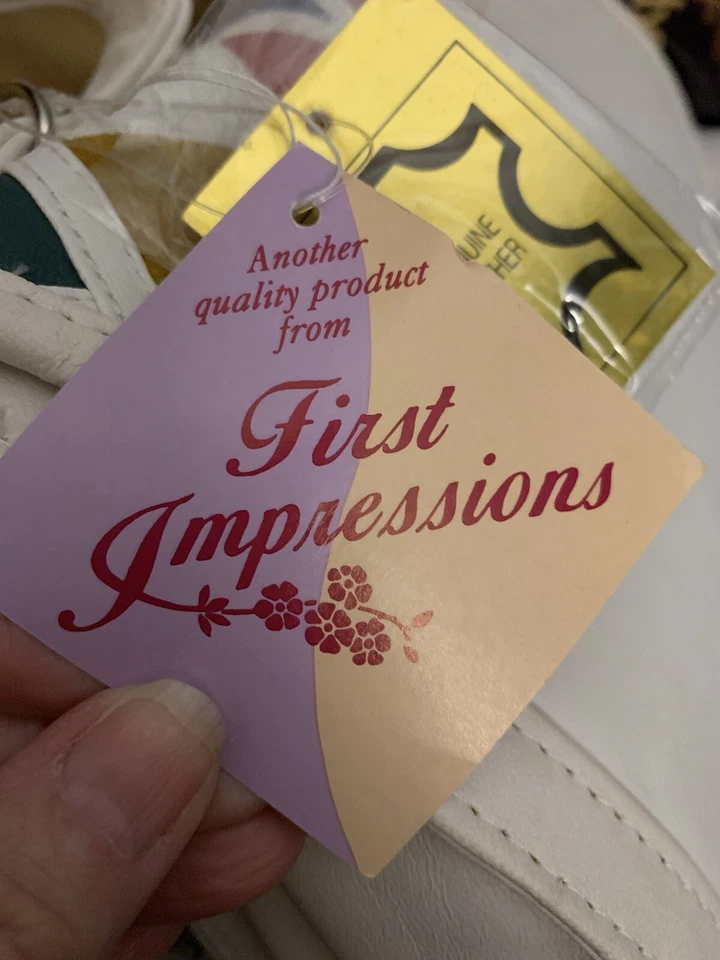 Another
quality product
from
First
Impressions